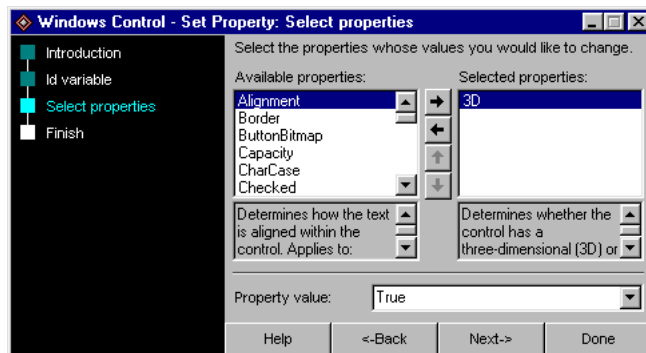 Windows Control - Set Property: Select properties
Introduction
Id variable
Select properties
Finish
Select the properties whose values you would like to change.
Available properties:
Alignment
Border
ButtonBitmap
Capacity
CharCase
Checked
Determines how the text
is aligned within the
control. Applies to:
Selected properties:
3D
Determines whether the
control has a
three-dimensional (3D) or
Property value:
True
Help
<-Back
Next->
Done